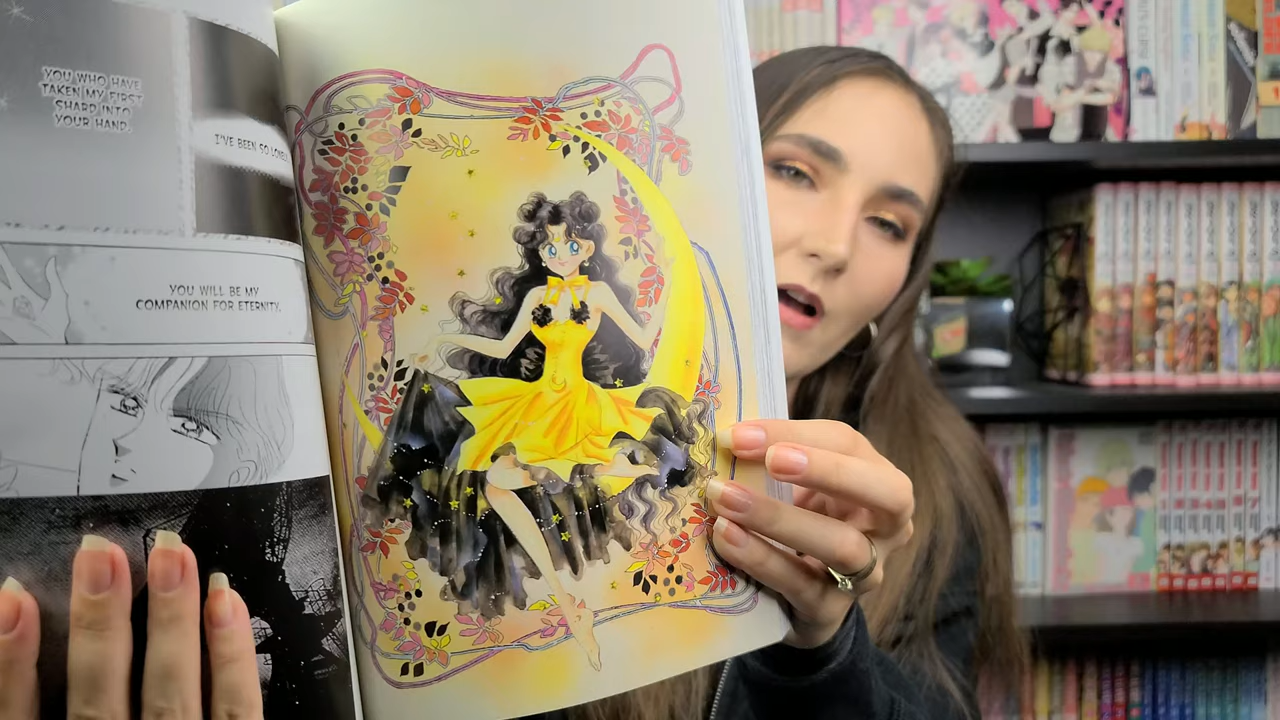 YOU WHO HAVE
TAKEN MY FIRST
SHARD INTO
YOUR HAND.
I'VE BEEN SO LONELY
YOU WILL BE MY
COMPANION FOR ETERNITY.